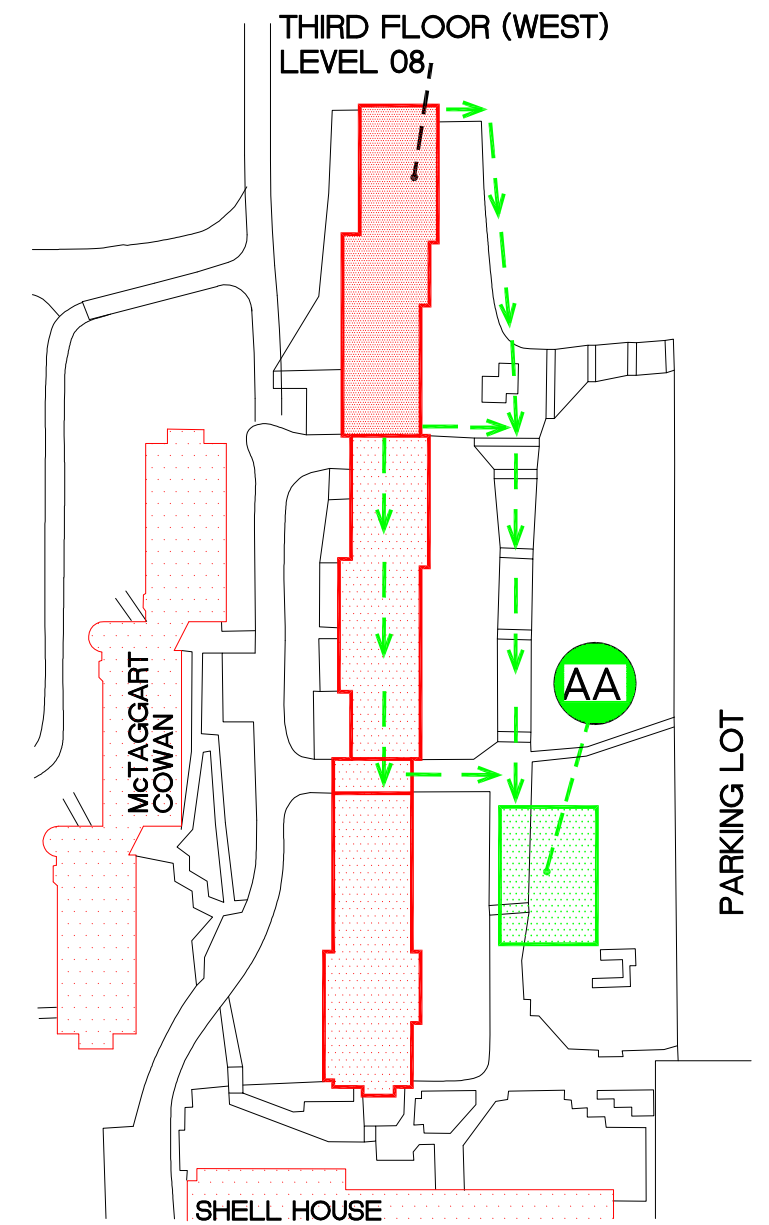 THIRD FLOOR (WEST)
LEVEL 08
AA
McTAGGART
COWAN
PARKING LOT
SHELL HOUSE